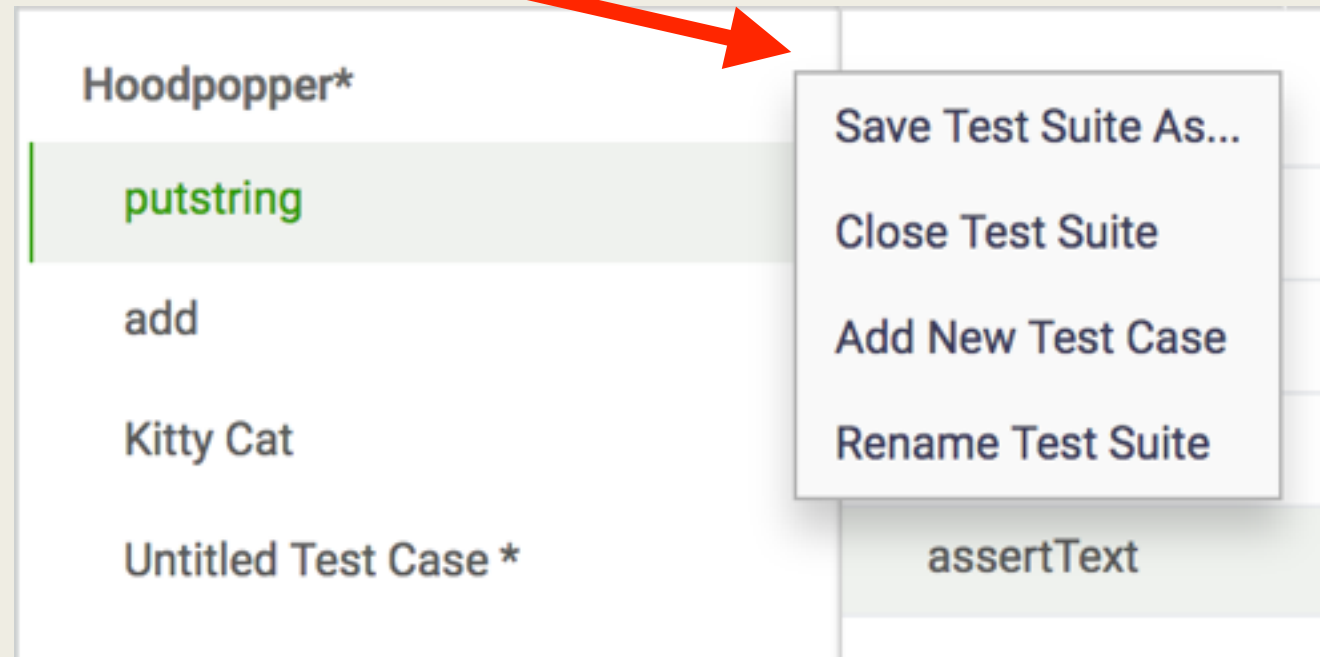 Hoodpopper*
putstring
add
Kitty Cat
Untitled Test Case *
Save Test Suite As...
Close Test Suite
Add New Test Case
Rename Test Suite
assertText